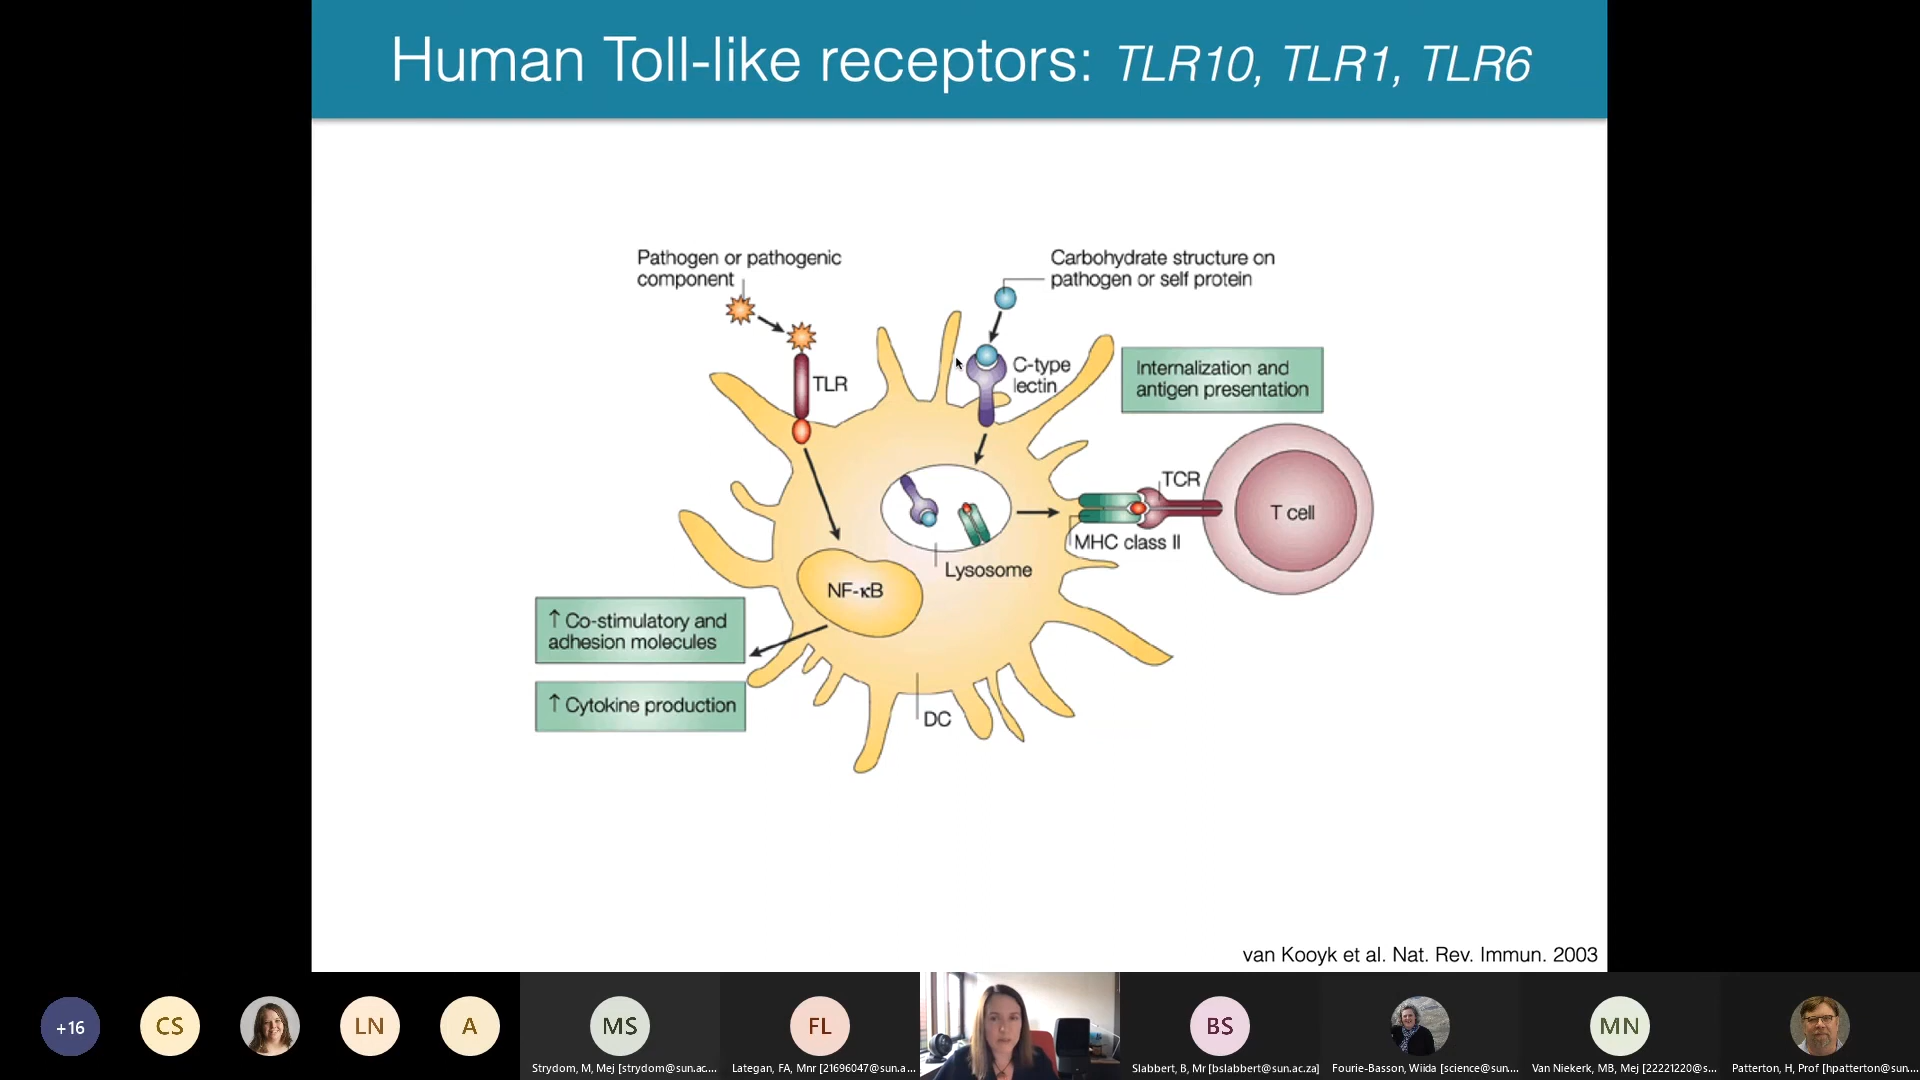 Human Toll-like receptors: TLR10, TLR1, TLR6
Pathogen or pathogenic
component
Carbohydrate structure on
pathogen or self protein
TLR
C-type
lectin
Internalization and
antigen presentation
TCR
T cell
MHC class II
Lysosome
NF-κB
↑ Co-stimulatory and
adhesion molecules
↑ Cytokine production
DC
van Kooyk et al. Nat. Rev. Immun. 2003
+16
CS
LN
A
MS
FL
BS
MN
Strydom, M, Mej [strydom@sun.ac....
Lategan, FA, Mnr [21696047@sun.a...
Slabbert, B, Mr [bslabbert@sun.ac.za]
Fourie-Basson, Wiida [science@sun....
Van Niekerk, MB, Mej [22221220@s...
Patterton, H, Prof [hpatterton@sun....